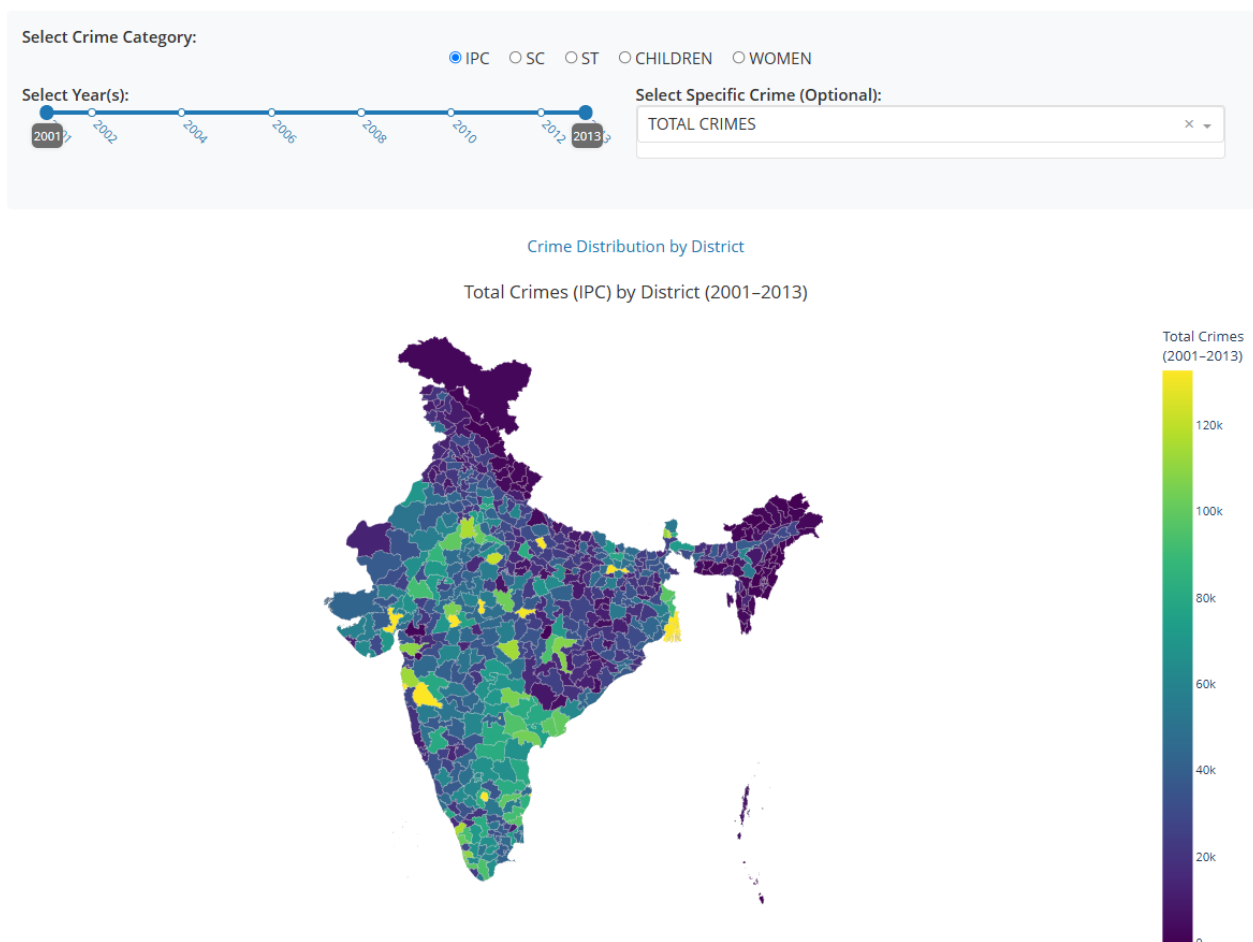 Select Crime Category:
IPC SC ST CHILDREN WOMEN
Select Year(s):
2001 2002 2004 2006 2008 2010 2012 2013
Select Specific Crime (Optional):
TOTAL CRIMES × 
Crime Distribution by District
Total Crimes (IPC) by District (2001–2013)
Total Crimes
(2001–2013)
120k
100k
80k
60k
40k
20k
0